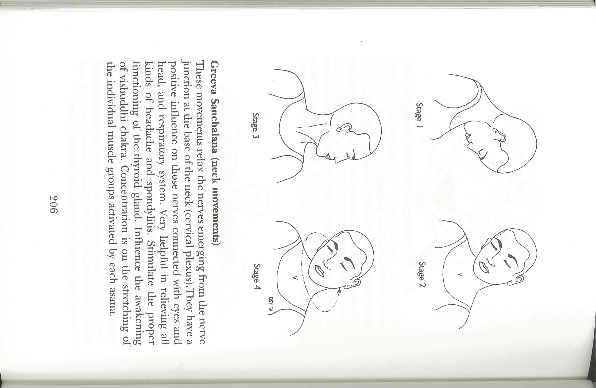 Stage 1
Stage 2
Stage 3
Stage 4
Greeva Sanchalana (neck movements)
These movements relax the nerves emerging from the nerve
junction at the base of the neck (cervical plexus).They have a
positive influence on those nerves connected with eyes and
head, and respiratory system. Very helpful in relieving all
kinds of headache and spondylitis. Stimulate the proper
functioning of the thyroid gland. Influence the awakening
of vishuddhi chakra. Concentration is on the stretching of
the individual muscle groups activated by each asana.
206